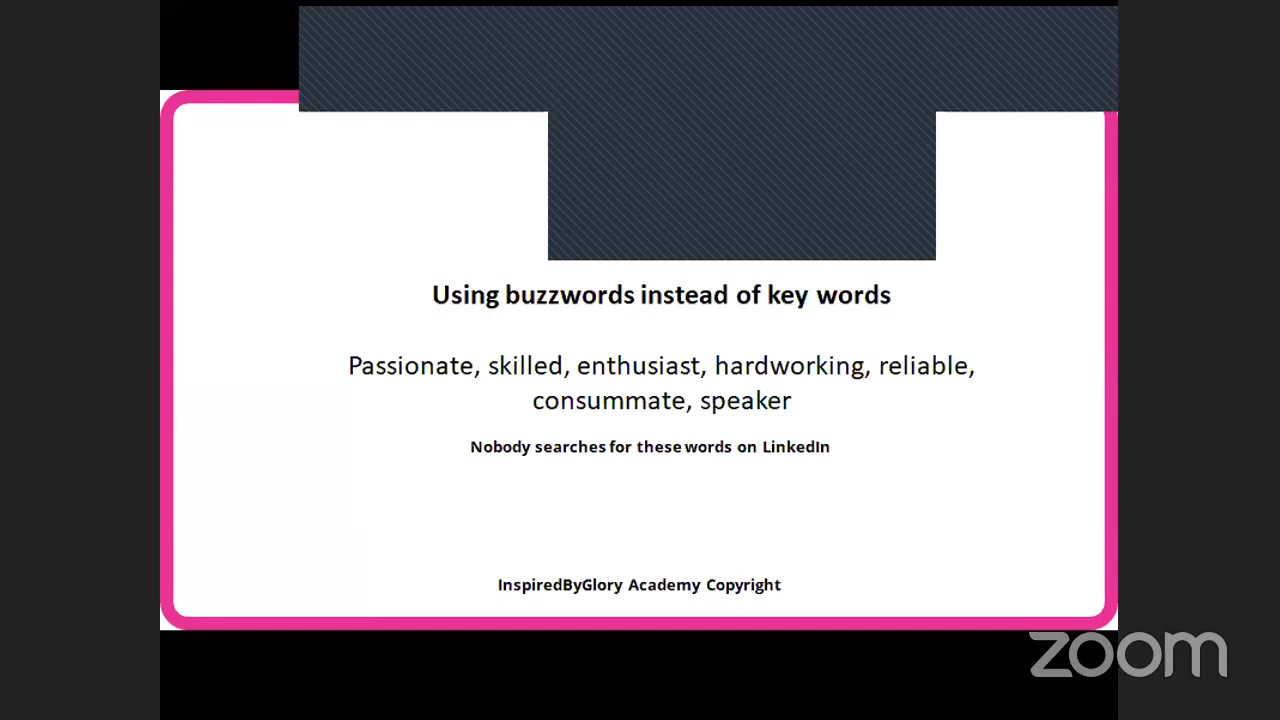 Using buzzwords instead of key words
Passionate, skilled, enthusiast, hardworking, reliable,
consummate, speaker
Nobody searches for these words on LinkedIn
InspiredByGlory Academy Copyright
zoom